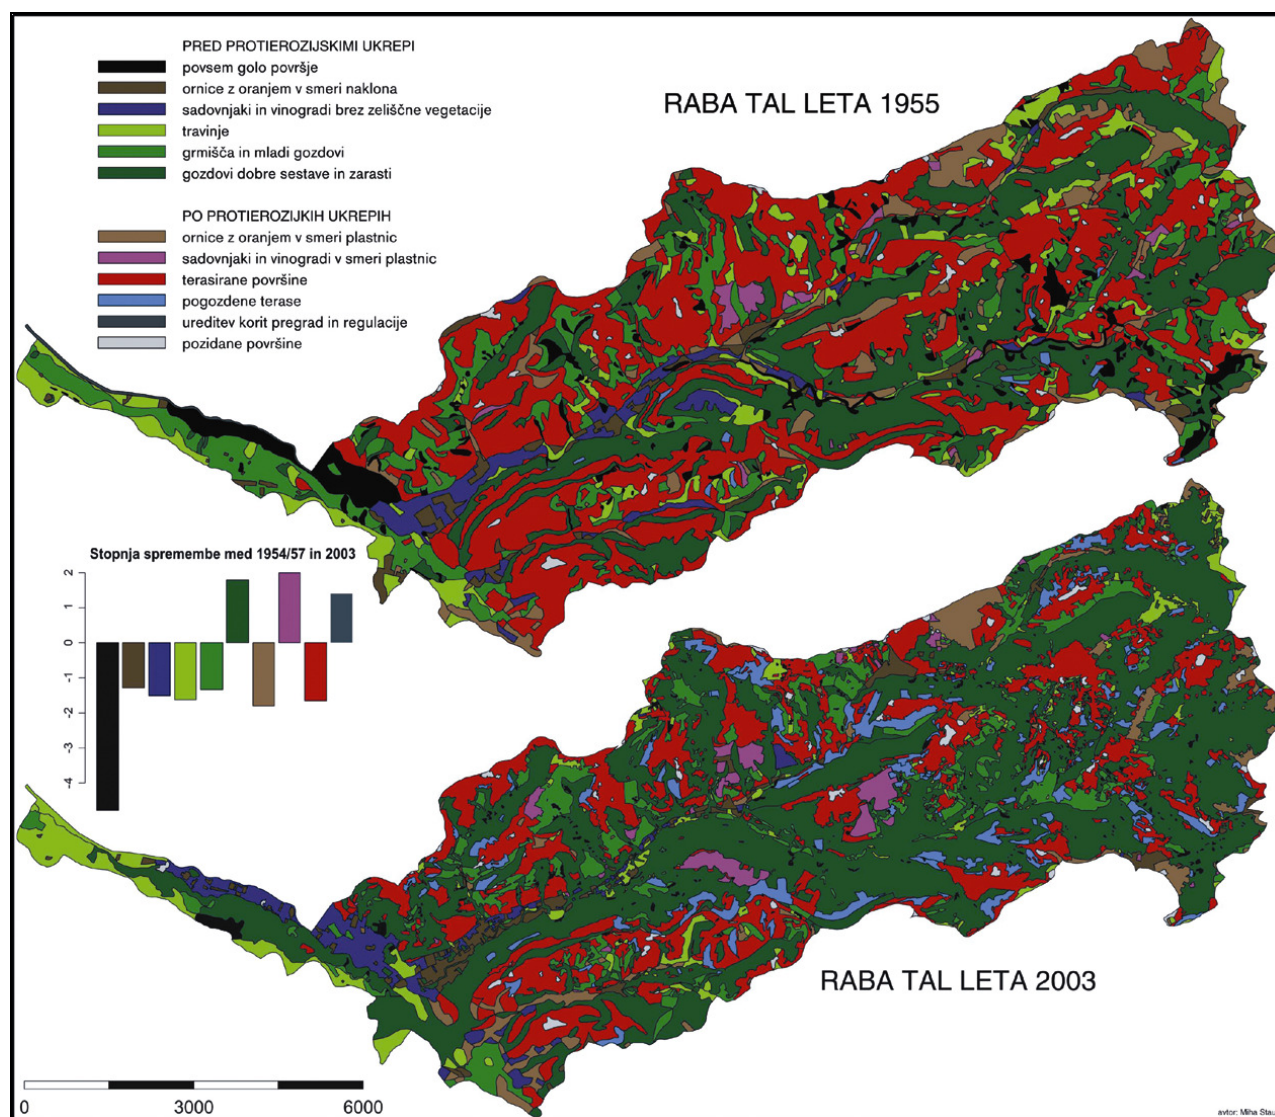 PRED PROTIEROZIJSKIMI UKREPI
povsem golo površje
ornice z oranjem v smeri naklona
sadovnjaki in vinogradi brez zeliščne vegetacije
travinje
grmišča in mladi gozdovi
gozdovi dobre sestave in zarasti
PO PROTIEROZIJKIH UKREPIH
ornice z oranjem v smeri plastnic
sadovnjaki in vinogradi v smeri plastnic
terasirane površine
pogozdene terase
ureditev korit pregrad in regulacije
pozidane površine
RABA TAL LETA 1955
Stopnja spremembe med 1954/57 in 2003
2
1
0
-1
-2
-3
-4
RABA TAL LETA 2003
0 3000 6000
avtor: Miha